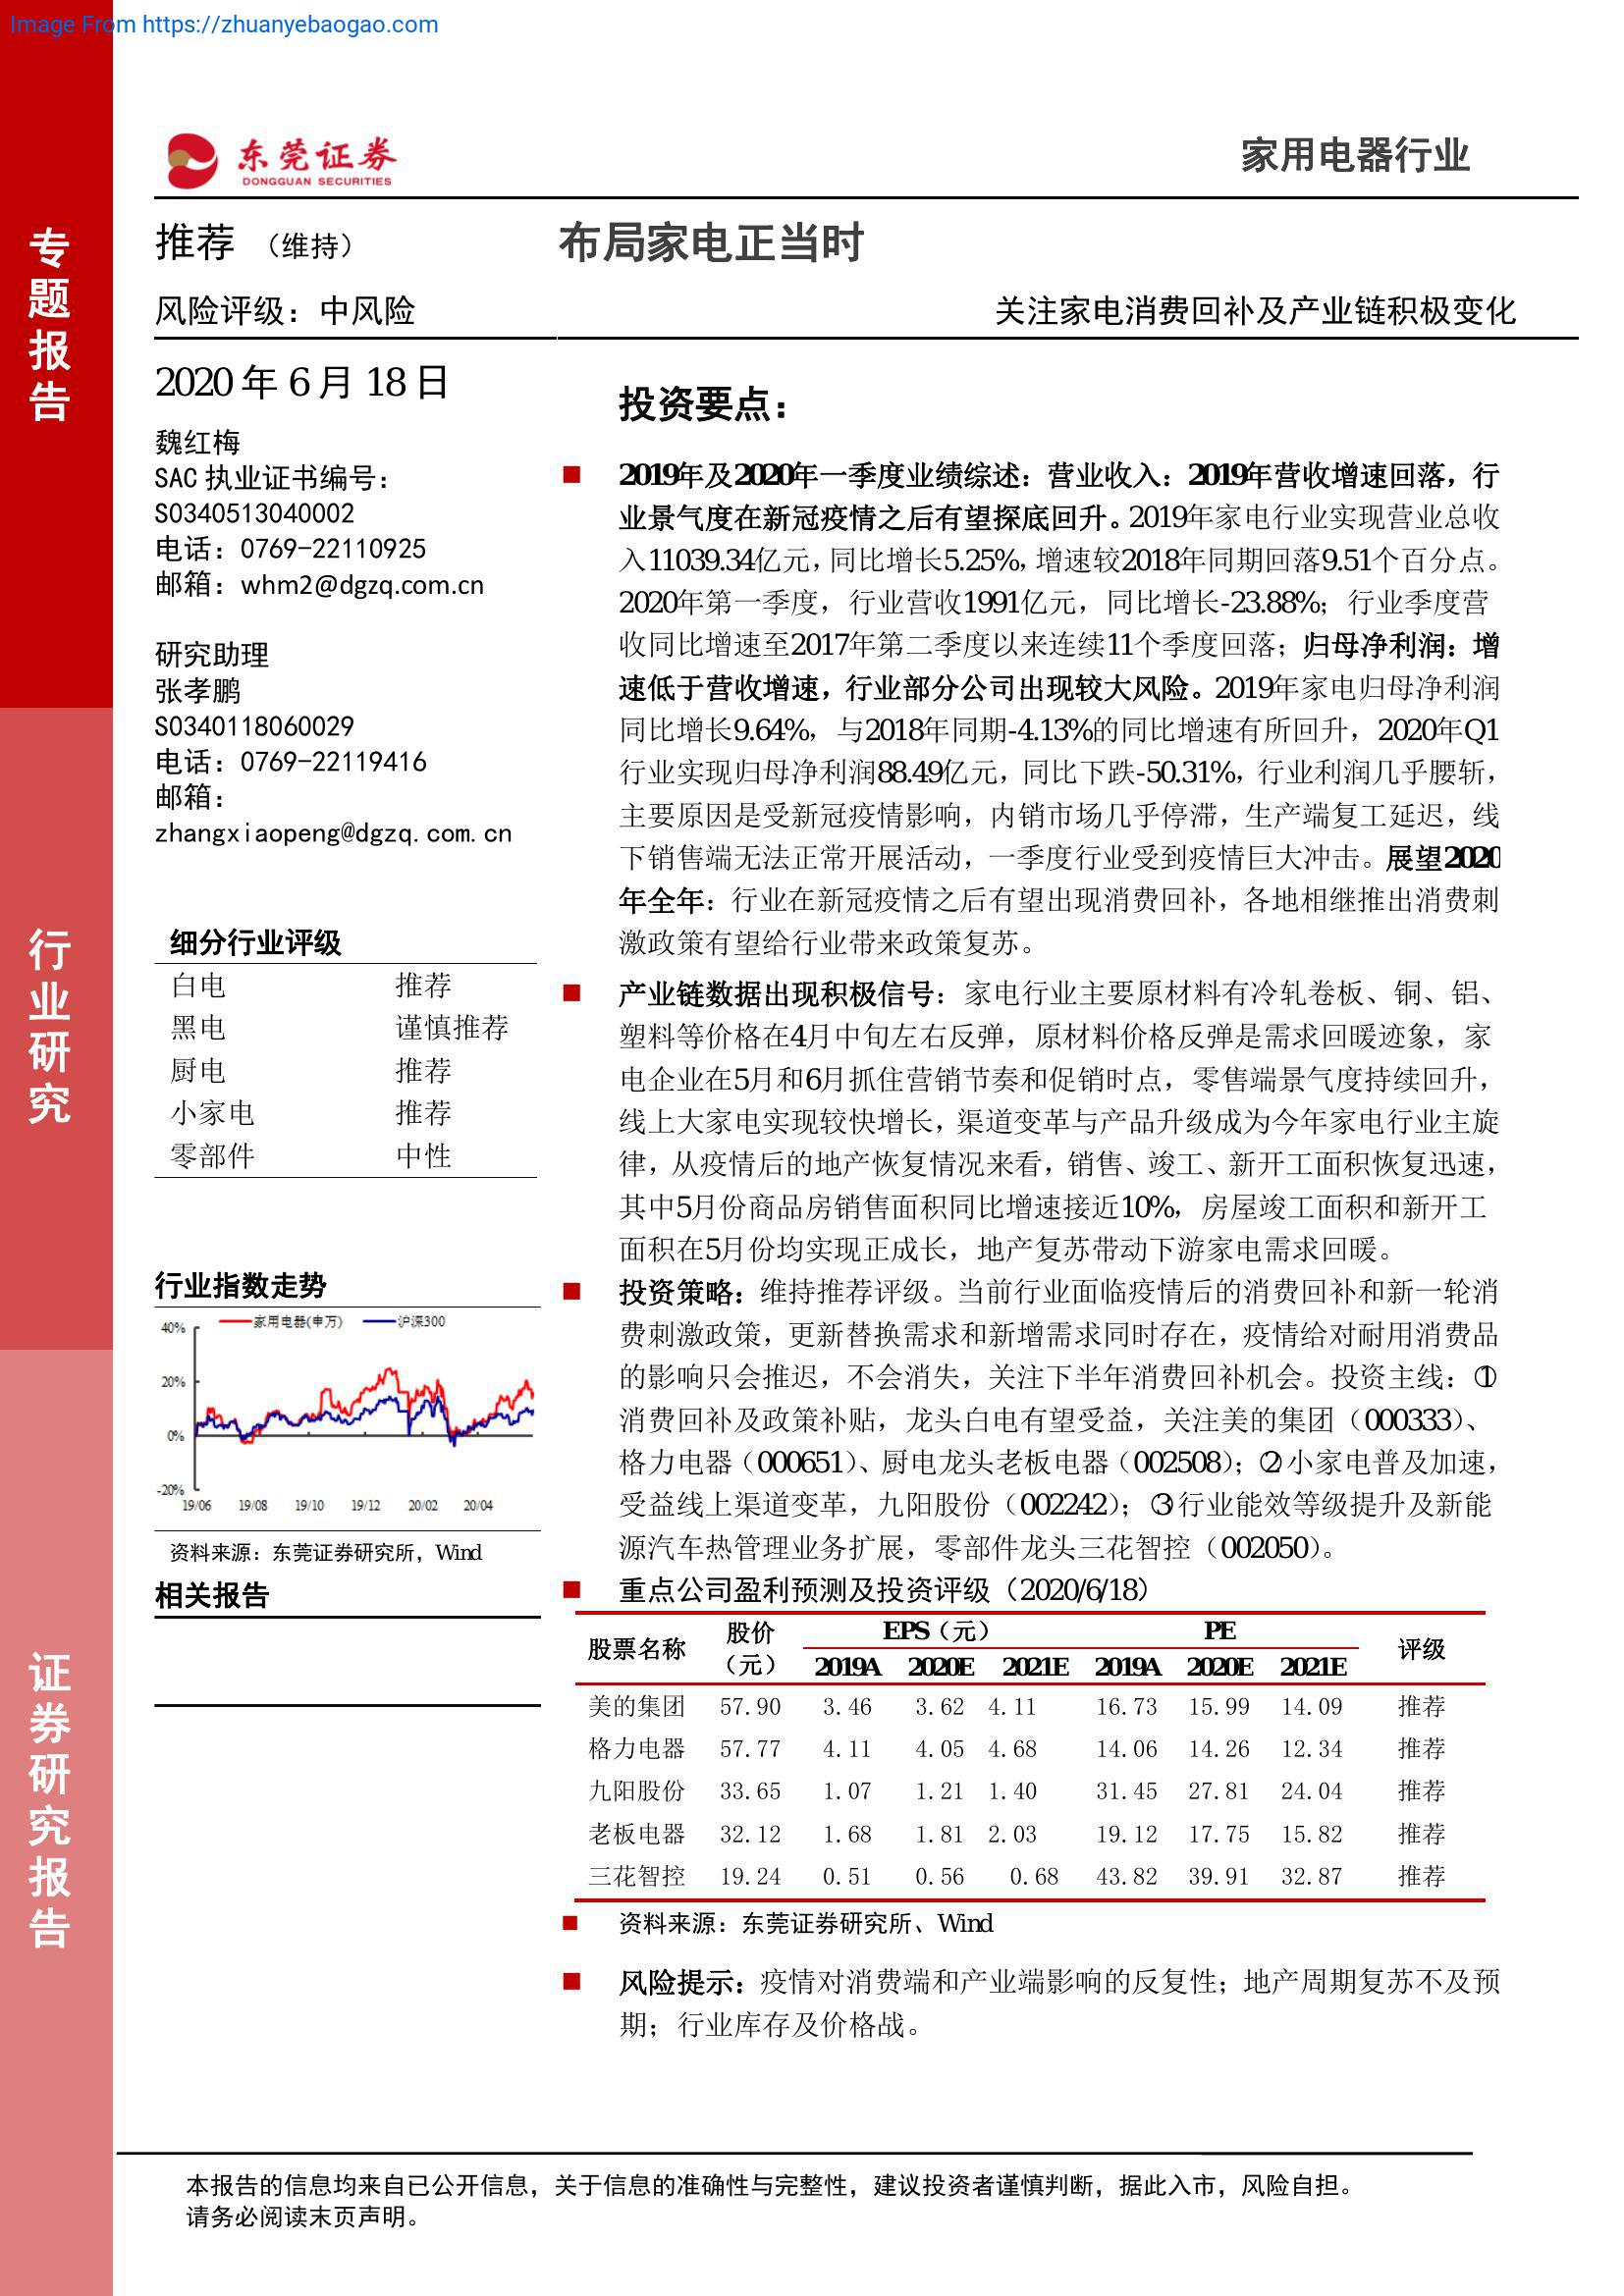 Image From https://zhuanyebaogao.com
东莞证券
DONGGUAN SECURITIES
家用电器行业
专题报告
行业研究
证券研究报告
推荐 （维持）
布局家电正当时
风险评级：中风险
关注家电消费回补及产业链积极变化
2020 年 6 月 18 日
魏红梅
SAC 执业证书编号：
S0340513040002
电话：0769-22110925
邮箱：whm2@dgzq.com.cn
研究助理
张孝鹏
S0340118060029
电话：0769-22119416
邮箱：
zhangxiaopeng@dgzq.com.cn
细分行业评级
白电 推荐
黑电 谨慎推荐
厨电 推荐
小家电 推荐
零部件 中性
行业指数走势
家用电器(申万) 沪深300
40%
20%
0%
-20%
19/06 19/08 19/10 19/12 20/02 20/04
资料来源：东莞证券研究所，Wind
相关报告
投资要点：
2019年及2020年一季度业绩综述：营业收入：2019年营收增速回落，行
业景气度在新冠疫情之后有望探底回升。2019年家电行业实现营业总收
入11039.34亿元，同比增长5.25%，增速较2018年同期回落9.51个百分点。
2020年第一季度，行业营收1991亿元，同比增长-23.88%；行业季度营
收同比增速至2017年第二季度以来连续11个季度回落；归母净利润：增
速低于营收增速，行业部分公司出现较大风险。2019年家电归母净利润
同比增长9.64%，与2018年同期-4.13%的同比增速有所回升，2020年Q1
行业实现归母净利润88.49亿元，同比下跌-50.31%，行业利润几乎腰斩，
主要原因是受新冠疫情影响，内销市场几乎停滞，生产端复工延迟，线
下销售端无法正常开展活动，一季度行业受到疫情巨大冲击。展望2020
年全年：行业在新冠疫情之后有望出现消费回补，各地相继推出消费刺
激政策有望给行业带来政策复苏。
产业链数据出现积极信号：家电行业主要原材料有冷轧卷板、铜、铝、
塑料等价格在4月中旬左右反弹，原材料价格反弹是需求回暖迹象，家
电企业在5月和6月抓住营销节奏和促销时点，零售端景气度持续回升，
线上大家电实现较快增长，渠道变革与产品升级成为今年家电行业主旋
律，从疫情后的地产恢复情况来看，销售、竣工、新开工面积恢复迅速，
其中5月份商品房销售面积同比增速接近10%，房屋竣工面积和新开工
面积在5月份均实现正成长，地产复苏带动下游家电需求回暖。
投资策略：维持推荐评级。当前行业面临疫情后的消费回补和新一轮消
费刺激政策，更新替换需求和新增需求同时存在，疫情给对耐用消费品
的影响只会推迟，不会消失，关注下半年消费回补机会。投资主线：①
消费回补及政策补贴，龙头白电有望受益，关注美的集团（000333）、
格力电器（000651）、厨电龙头老板电器（002508）；②小家电普及加速，
受益线上渠道变革，九阳股份（002242）；③行业能效等级提升及新能
源汽车热管理业务扩展，零部件龙头三花智控（002050）。
重点公司盈利预测及投资评级（2020/6/18）
股票名称 股价（元） EPS（元） PE 评级
2019A 2020E 2021E 2019A 2020E 2021E
美的集团 57.90 3.46 3.62 4.11 16.73 15.99 14.09 推荐
格力电器 57.77 4.11 4.05 4.68 14.06 14.26 12.34 推荐
九阳股份 33.65 1.07 1.21 1.40 31.45 27.81 24.04 推荐
老板电器 32.12 1.68 1.81 2.03 19.12 17.75 15.82 推荐
三花智控 19.24 0.51 0.56 0.68 43.82 39.91 32.87 推荐
资料来源：东莞证券研究所、Wind
风险提示：疫情对消费端和产业端影响的反复性；地产周期复苏不及预
期；行业库存及价格战。
本报告的信息均来自已公开信息，关于信息的准确性与完整性，建议投资者谨慎判断，据此入市，风险自担。
请务必阅读末页声明。